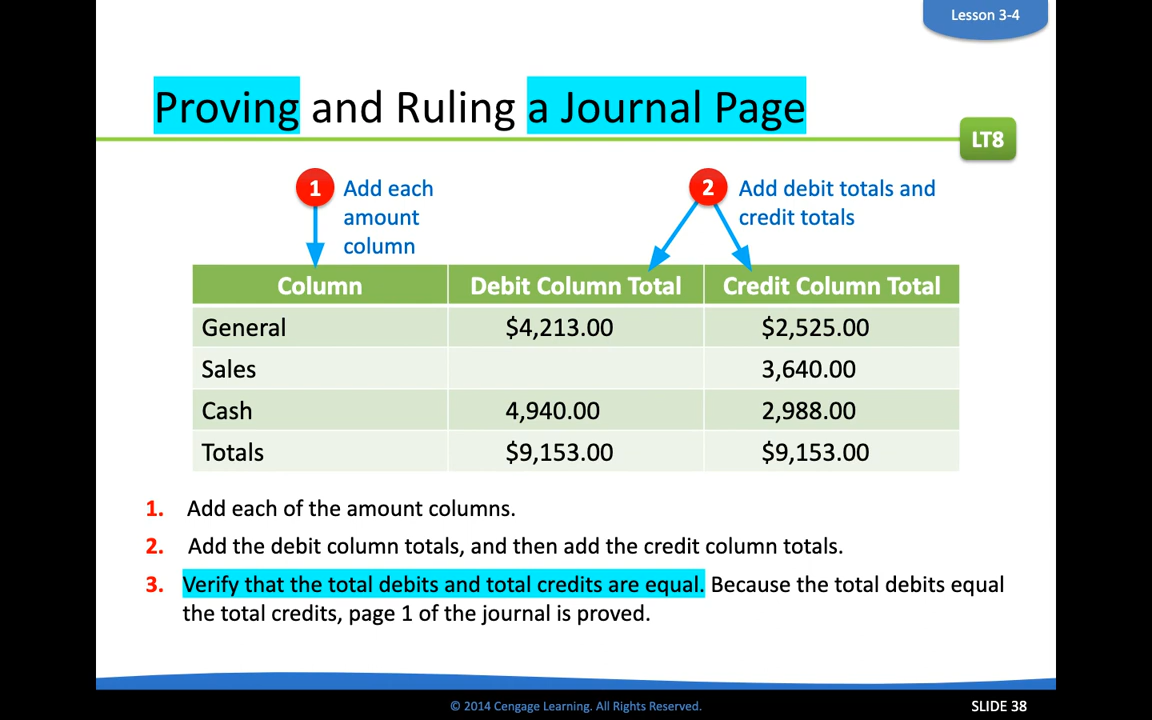 Lesson 3-4
Proving and Ruling a Journal Page
LT8
1 Add each
amount
column
2 Add debit totals and
credit totals
Column Debit Column Total Credit Column Total
General $4,213.00 $2,525.00
Sales 3,640.00
Cash 4,940.00 2,988.00
Totals $9,153.00 $9,153.00
1. Add each of the amount columns.
2. Add the debit column totals, and then add the credit column totals.
3. Verify that the total debits and total credits are equal. Because the total debits equal
the total credits, page 1 of the journal is proved.
© 2014 Cengage Learning. All Rights Reserved.
SLIDE 38